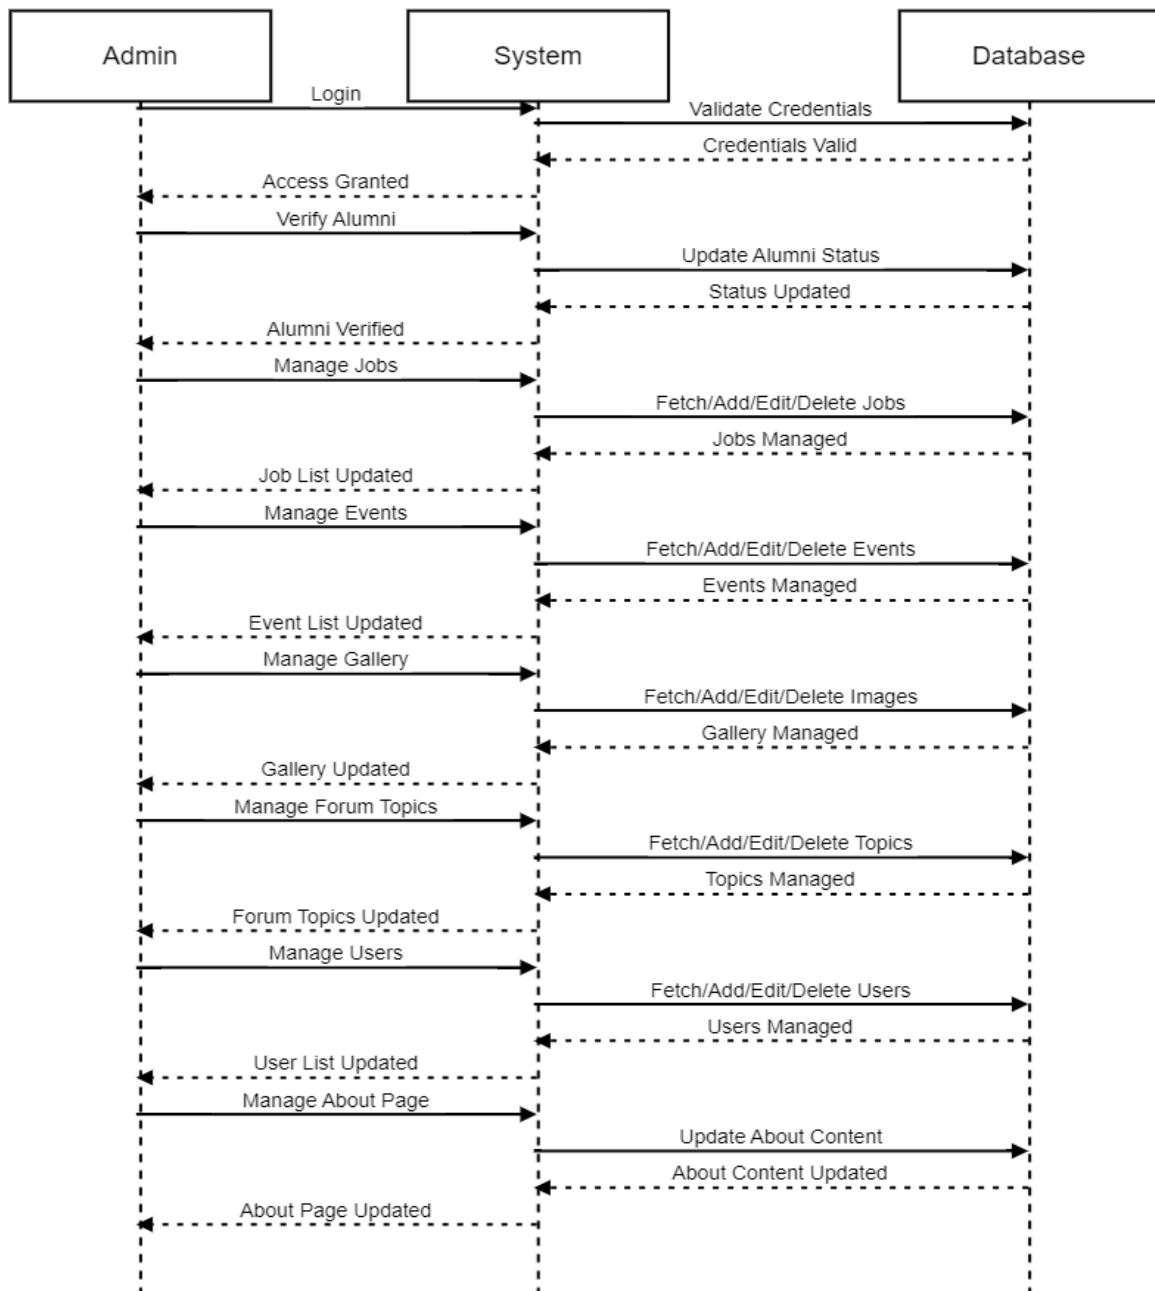 Admin
System
Database
Login
Validate Credentials
Credentials Valid
Access Granted
Verify Alumni
Update Alumni Status
Status Updated
Alumni Verified
Manage Jobs
Fetch/Add/Edit/Delete Jobs
Jobs Managed
Job List Updated
Manage Events
Fetch/Add/Edit/Delete Events
Events Managed
Event List Updated
Manage Gallery
Fetch/Add/Edit/Delete Images
Gallery Managed
Gallery Updated
Manage Forum Topics
Fetch/Add/Edit/Delete Topics
Topics Managed
Forum Topics Updated
Manage Users
Fetch/Add/Edit/Delete Users
Users Managed
User List Updated
Manage About Page
Update About Content
About Content Updated
About Page Updated